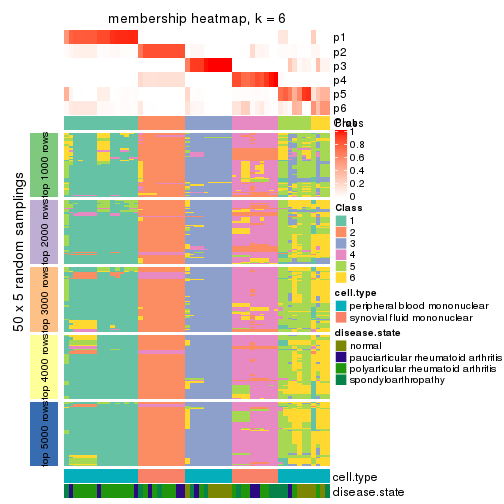 membership heatmap, k = 6
p1
p2
p3
p4
p5
p6
Class
50 x 5 random samplings
top 1000 rows
top 2000 rows
top 3000 rows
top 4000 rows
top 5000 rows
Prob
1
0.8
0.6
0.4
0.2
0
Class
1
2
3
4
5
6
cell.type
peripheral blood mononuclear
synovial fluid mononuclear
disease.state
normal
pauciarticular rheumatoid arthritis
polyarticular rheumatoid arthritis
spondyloarthropathy
cell.type
disease.state